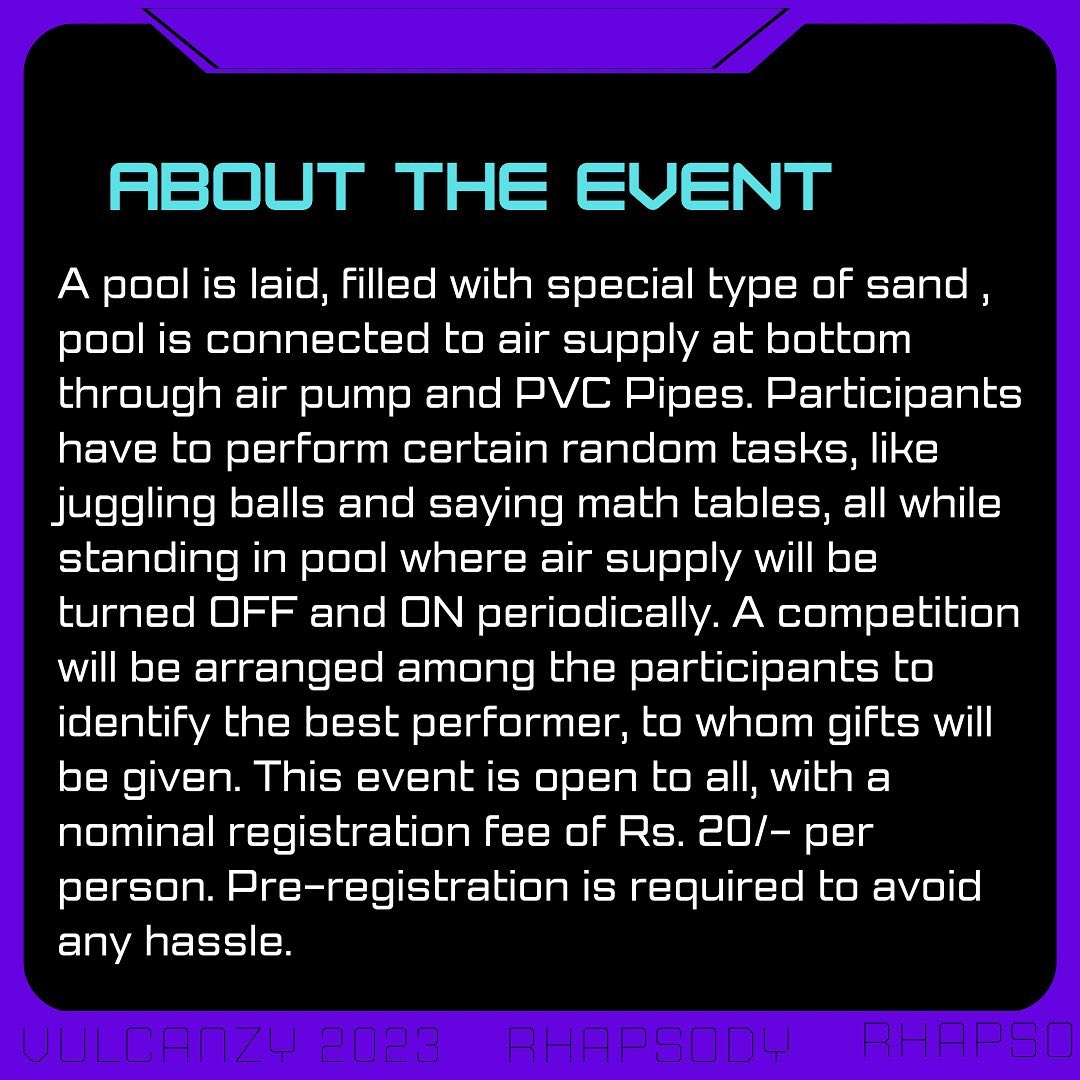 ABOUT THE EVENT
A pool is laid, filled with special type of sand ,
pool is connected to air supply at bottom
through air pump and PVC Pipes. Participants
have to perform certain random tasks, like
juggling balls and saying math tables, all while
standing in pool where air supply will be
turned OFF and ON periodically. A competition
will be arranged among the participants to
identify the best performer, to whom gifts will
be given. This event is open to all, with a
nominal registration fee of Rs. 20/- per
person. Pre-registration is required to avoid
any hassle.
VULCANZY 2023 RHAPSODY RHAPSO